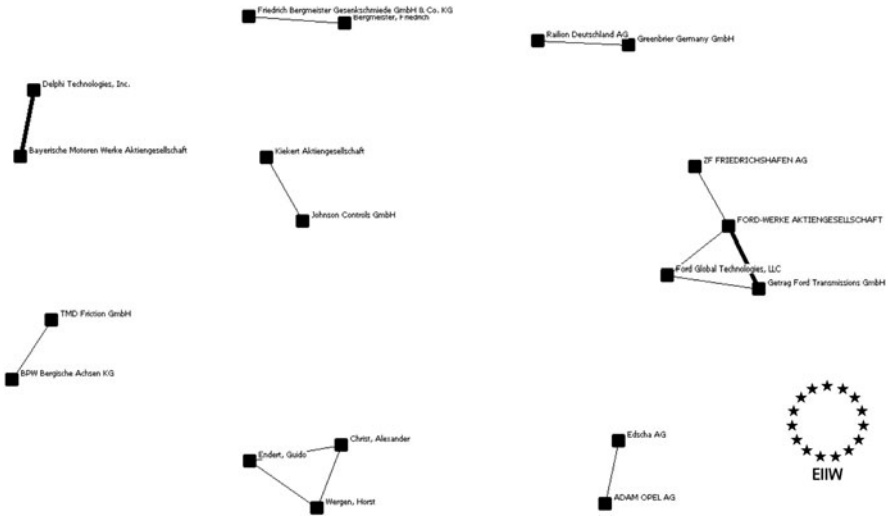 Friedrich Bergmeister Gesenkschmiede GmbH & Co. KG
Bergmeister, Friedrich
Railion Deutschland AG
Greenbrier Germany GmbH
Delphi Technologies, Inc.
Bayerische Motoren Werke Aktiengesellschaft
Kiekert Aktiengesellschaft
ZF FRIEDRICHSHAFEN AG
Johnson Controls GmbH
FORD-WERKE AKTIENGESELLSCHAFT
Ford Global Technologies, LLC
Getrag Ford Transmissions GmbH
TMD Friction GmbH
BPW Bergische Achsen KG
Christ, Alexander
Endert, Guido
Wergen, Horst
Edscha AG
ADAM OPEL AG
EIIW